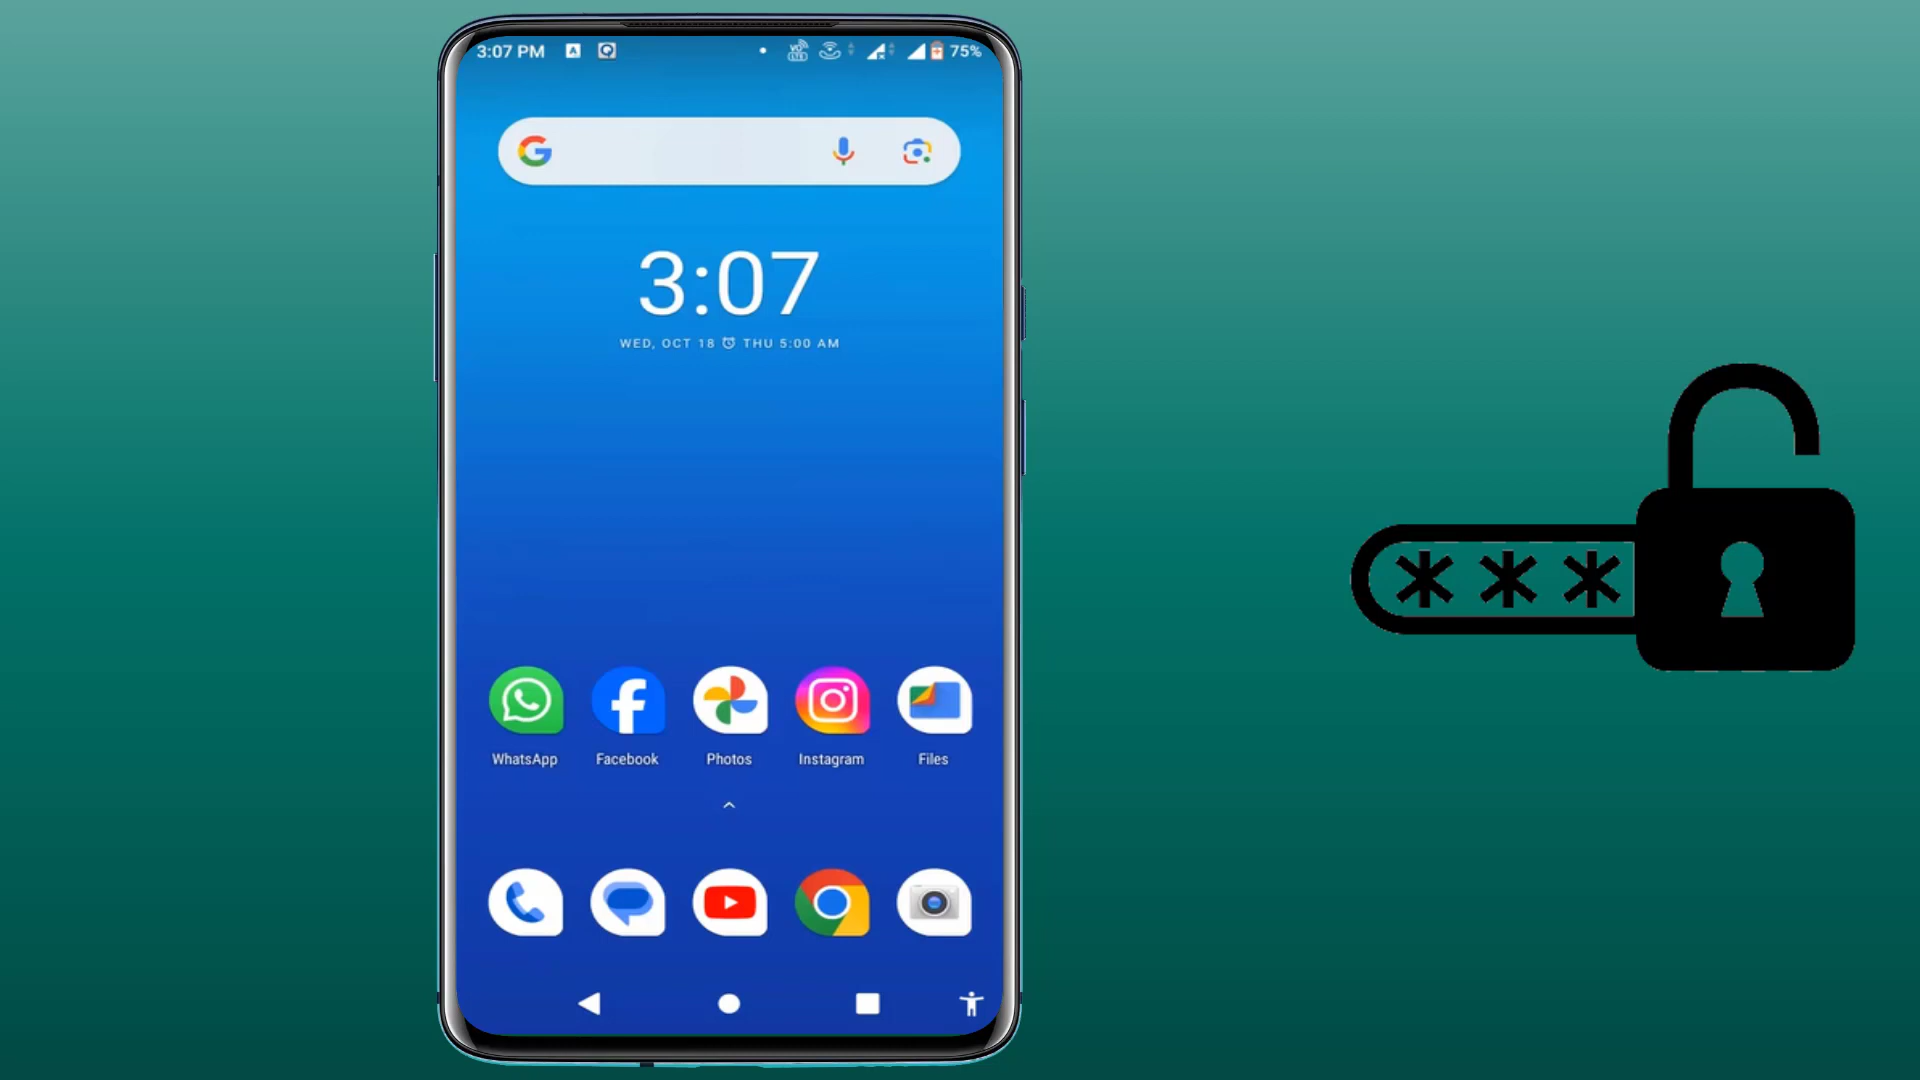 3:07 PM A 75%
3:07
WED, OCT 18 THU 5:00 AM
WhatsApp Facebook Photos Instagram Files
***